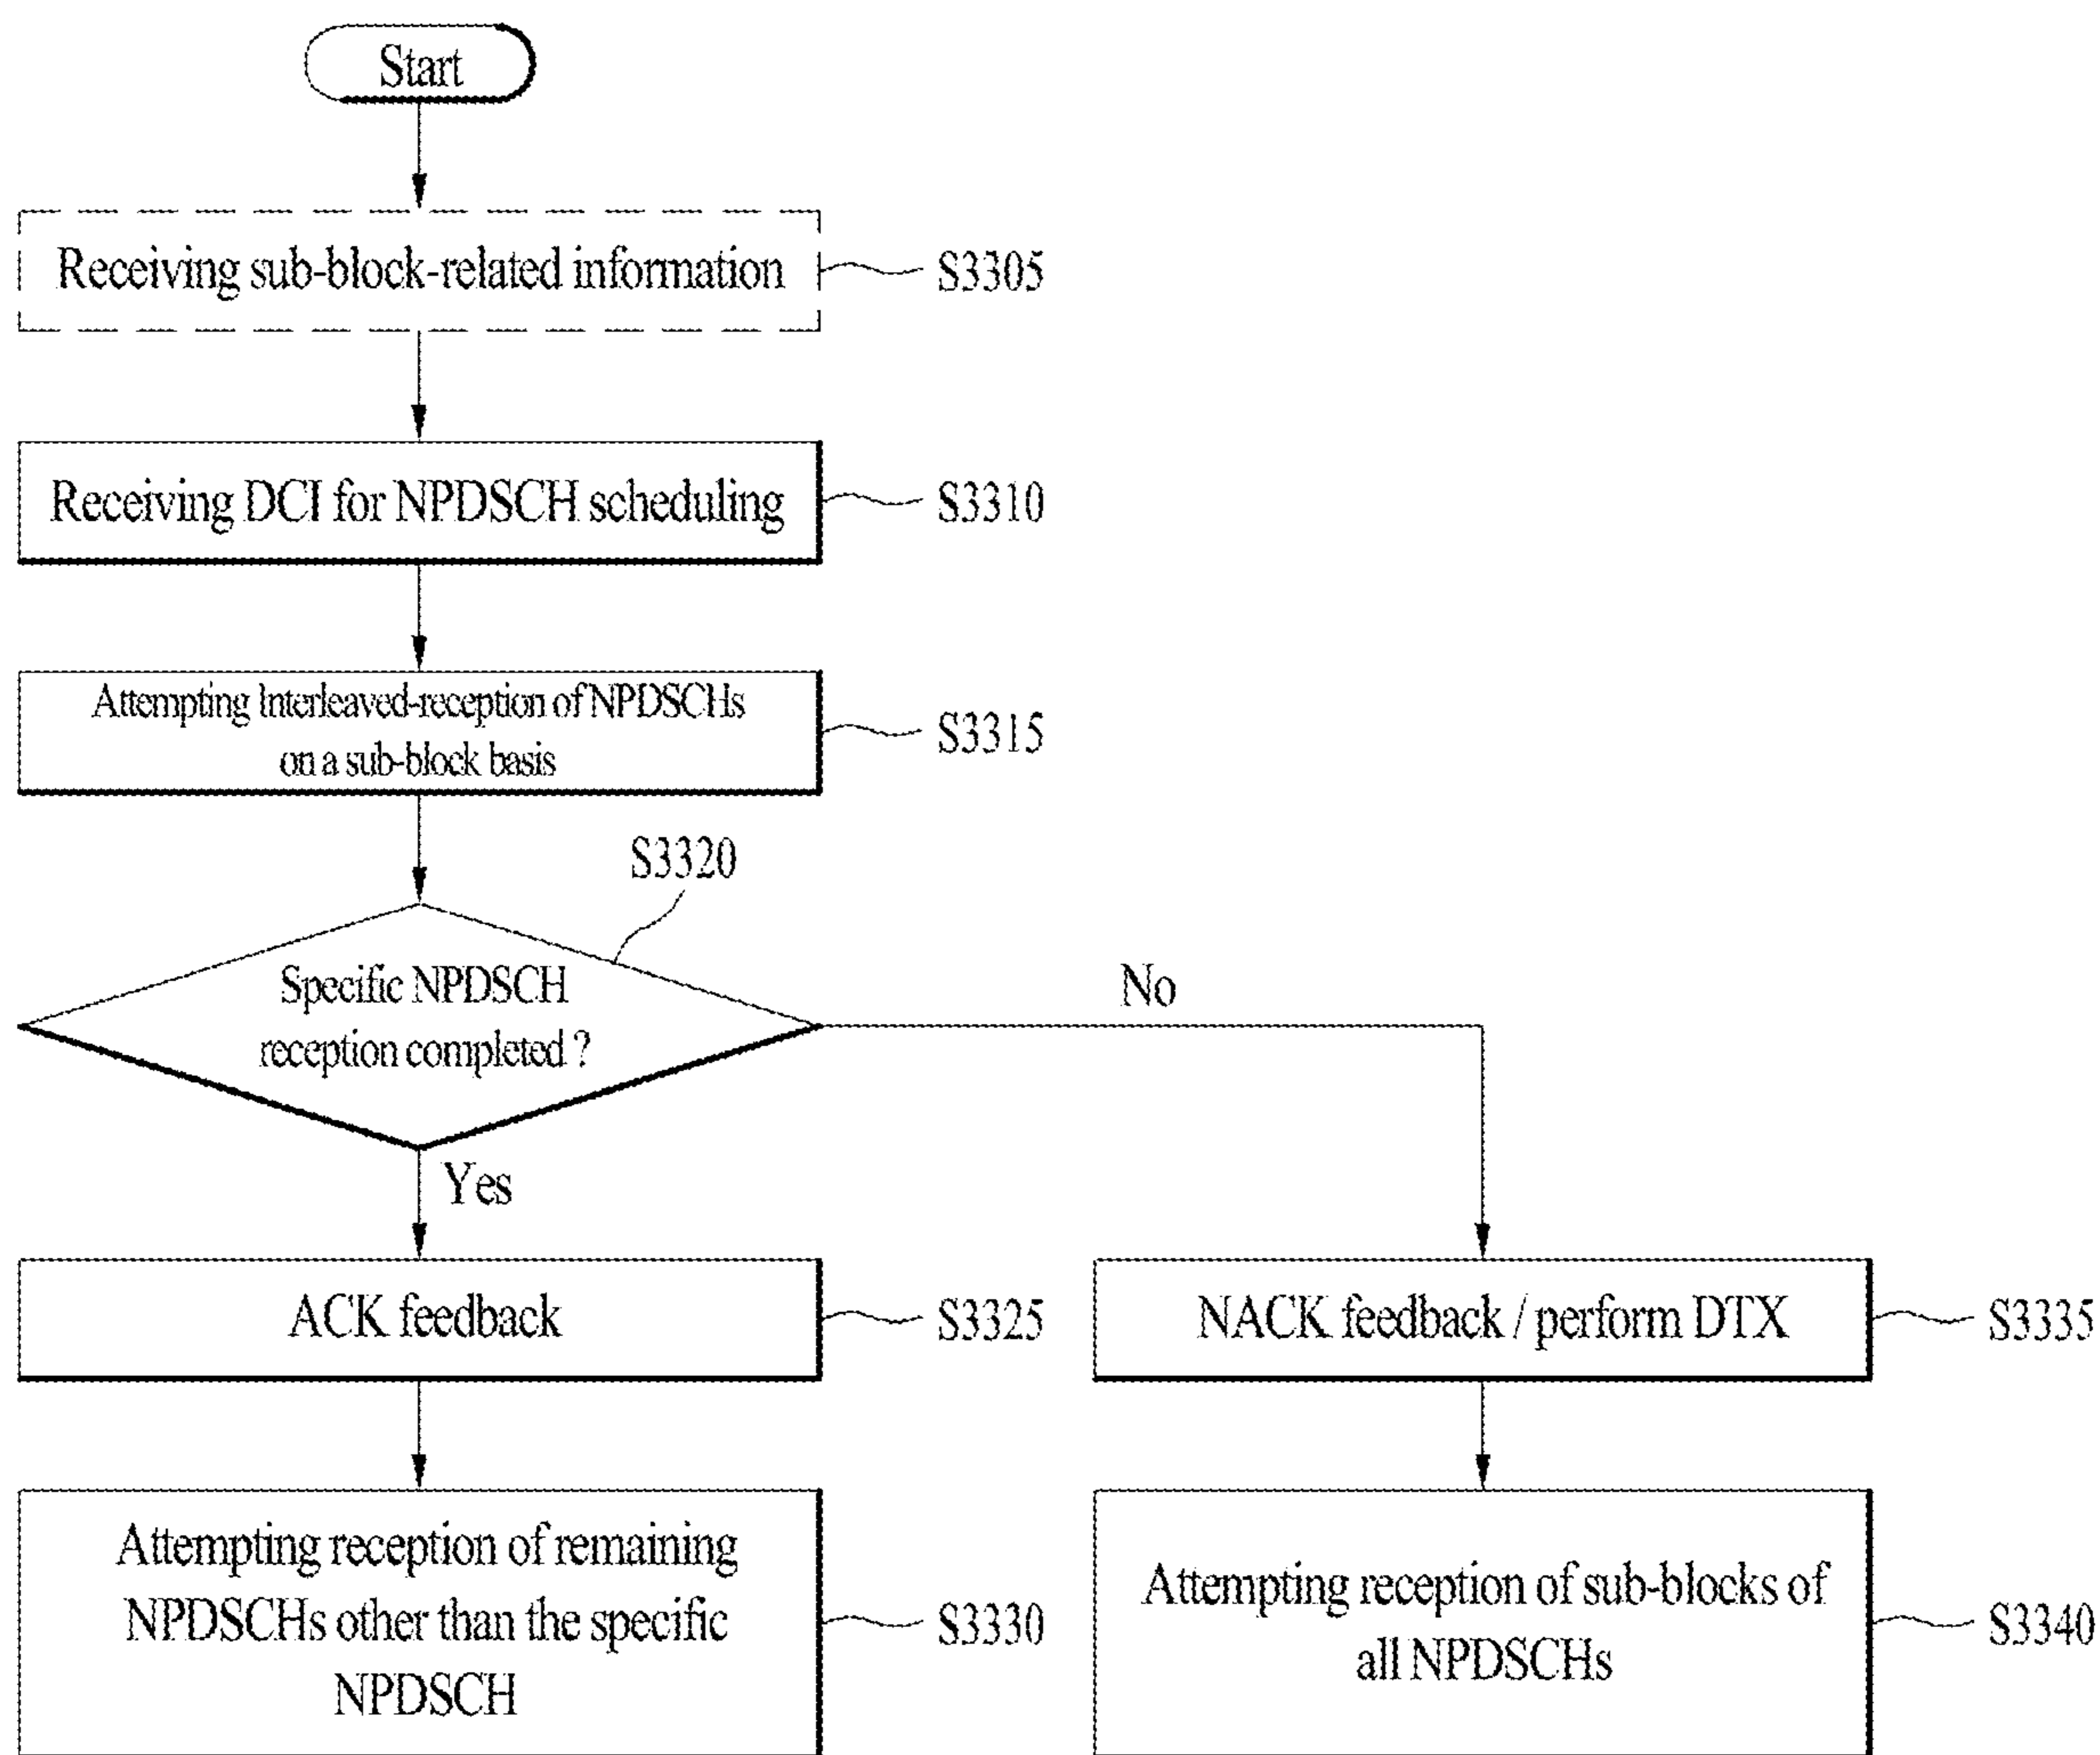 Start
Receiving sub-block-related information
S3305
Receiving DCI for NPDSCH scheduling
S3310
Attempting Interleaved-reception of NPDSCHs
on a sub-block basis
S3315
S3320
Specific NPDSCH
reception completed ?
No
Yes
ACK feedback
S3325
NACK feedback / perform DTX
S3335
Attempting reception of remaining
NPDSCHs other than the specific
NPDSCH
S3330
Attempting reception of sub-blocks of
all NPDSCHs
S3340